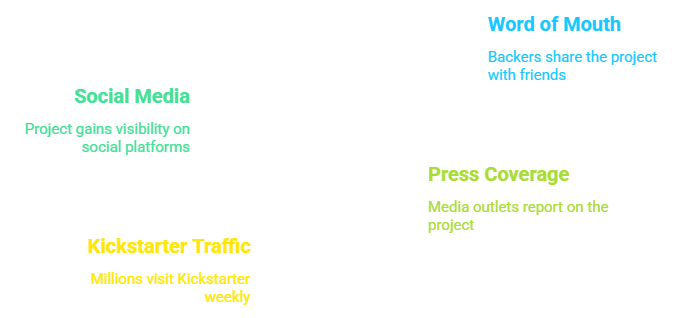 Word of Mouth
Backers share the project
with friends
Social Media
Project gains visibility on
social platforms
Press Coverage
Media outlets report on the
project
Kickstarter Traffic
Millions visit Kickstarter
weekly